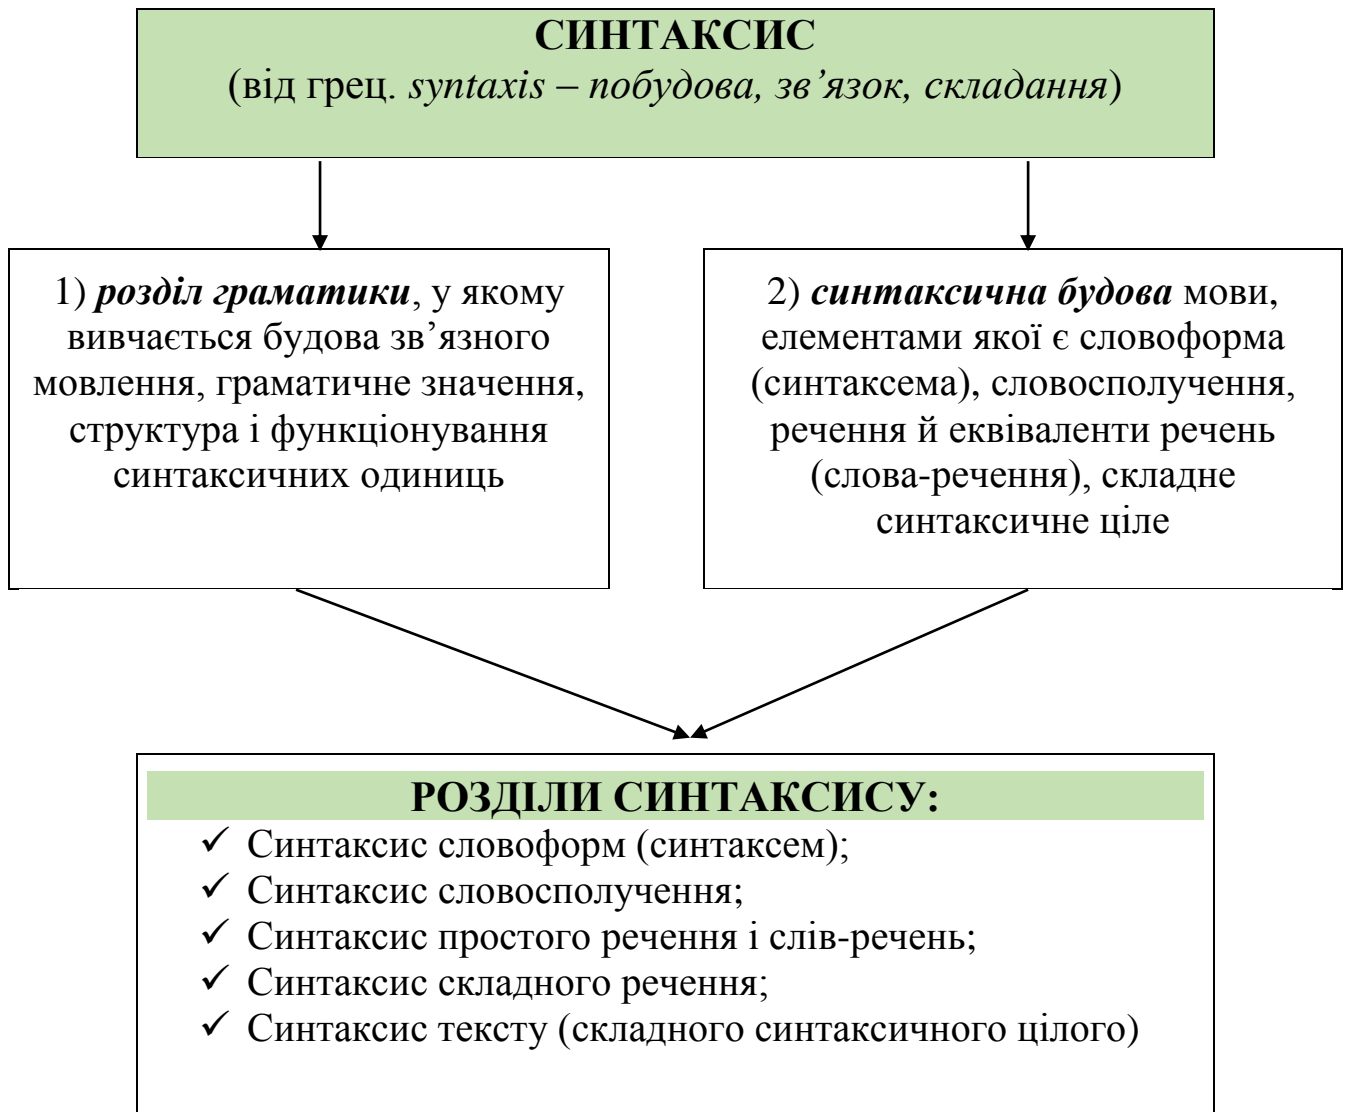 СИНТАКСИС
(від грец. syntaxis – побудова, зв’язок, складання)
1) розділ граматики, у якому
вивчається будова зв’язного
мовлення, граматичне значення,
структура і функціонування
синтаксичних одиниць
2) синтаксична будова мови,
елементами якої є словоформа
(синтаксема), словосполучення,
речення й еквіваленти речень
(слова-речення), складне
синтаксичне ціле
РОЗДІЛИ СИНТАКСИСУ:
✓ Синтаксис словоформ (синтаксем);
✓ Синтаксис словосполучення;
✓ Синтаксис простого речення і слів-речень;
✓ Синтаксис складного речення;
✓ Синтаксис тексту (складного синтаксичного цілого)